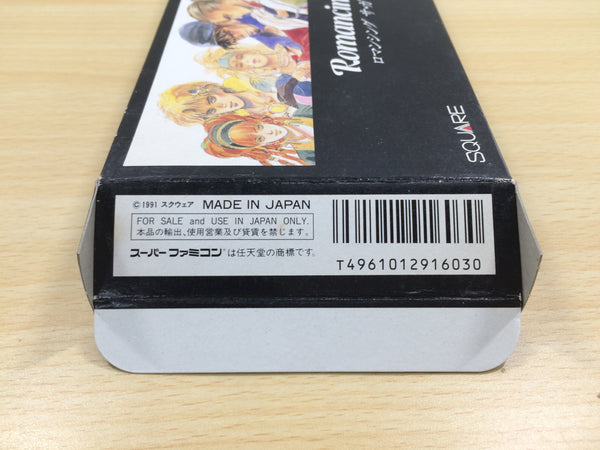 Romancin
ロマンシング サ・ガ
SQUARE
©1991 スクウェア MADE IN JAPAN
FOR SALE and USE IN JAPAN ONLY.
本品の輸出、使用営業及び賃貸を禁じます。
スーパーファミコン®は任天堂の商標です。
T4961012916030